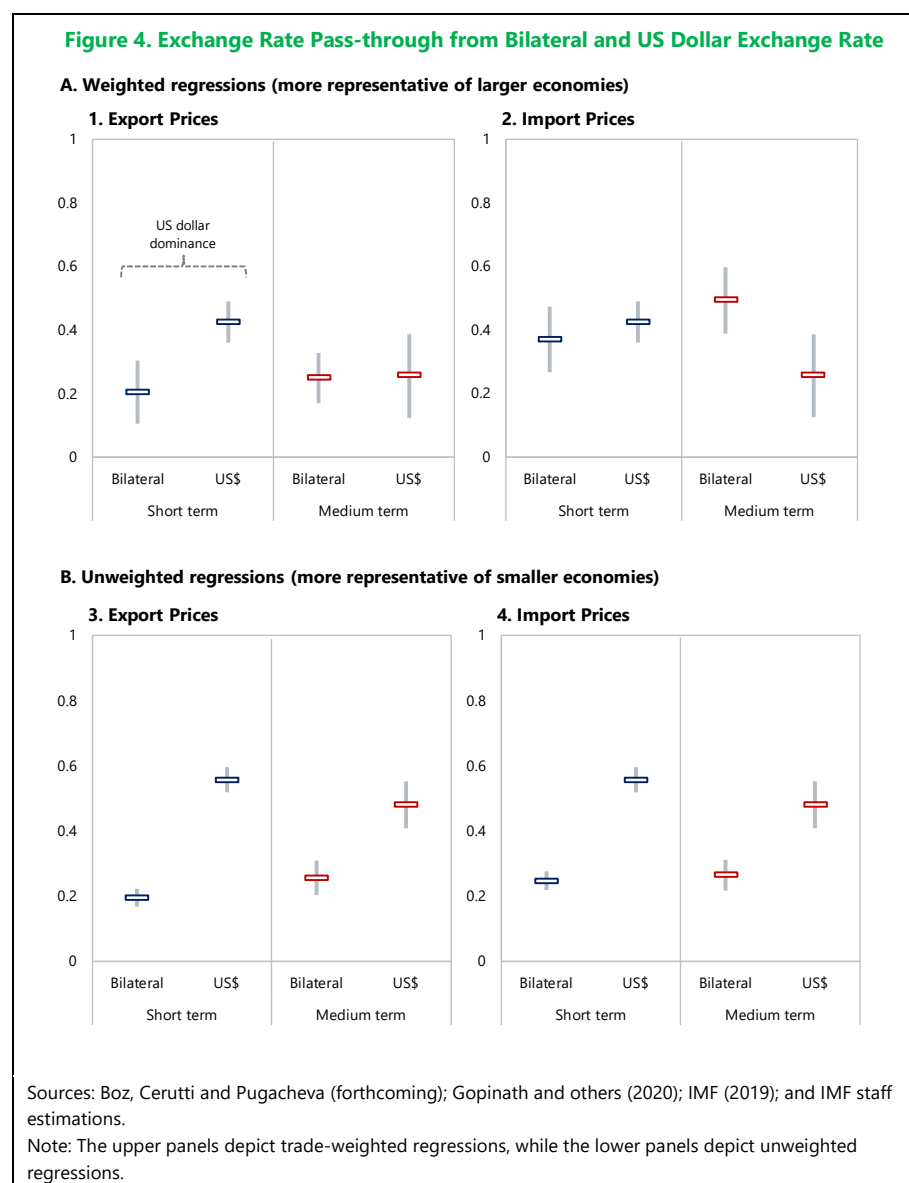 Figure 4. Exchange Rate Pass-through from Bilateral and US Dollar Exchange Rate
A. Weighted regressions (more representative of larger economies)
1. Export Prices
1
0.8
0.6
0.4
0.2
0
US dollar
dominance
Bilateral US$ Bilateral US$
Short term Medium term
2. Import Prices
1
0.8
0.6
0.4
0.2
0
Bilateral US$ Bilateral US$
Short term Medium term
B. Unweighted regressions (more representative of smaller economies)
3. Export Prices
1
0.8
0.6
0.4
0.2
0
Bilateral US$ Bilateral US$
Short term Medium term
4. Import Prices
1
0.8
0.6
0.4
0.2
0
Bilateral US$ Bilateral US$
Short term Medium term
Sources: Boz, Cerutti and Pugacheva (forthcoming); Gopinath and others (2020); IMF (2019); and IMF staff
estimations.
Note: The upper panels depict trade-weighted regressions, while the lower panels depict unweighted
regressions.